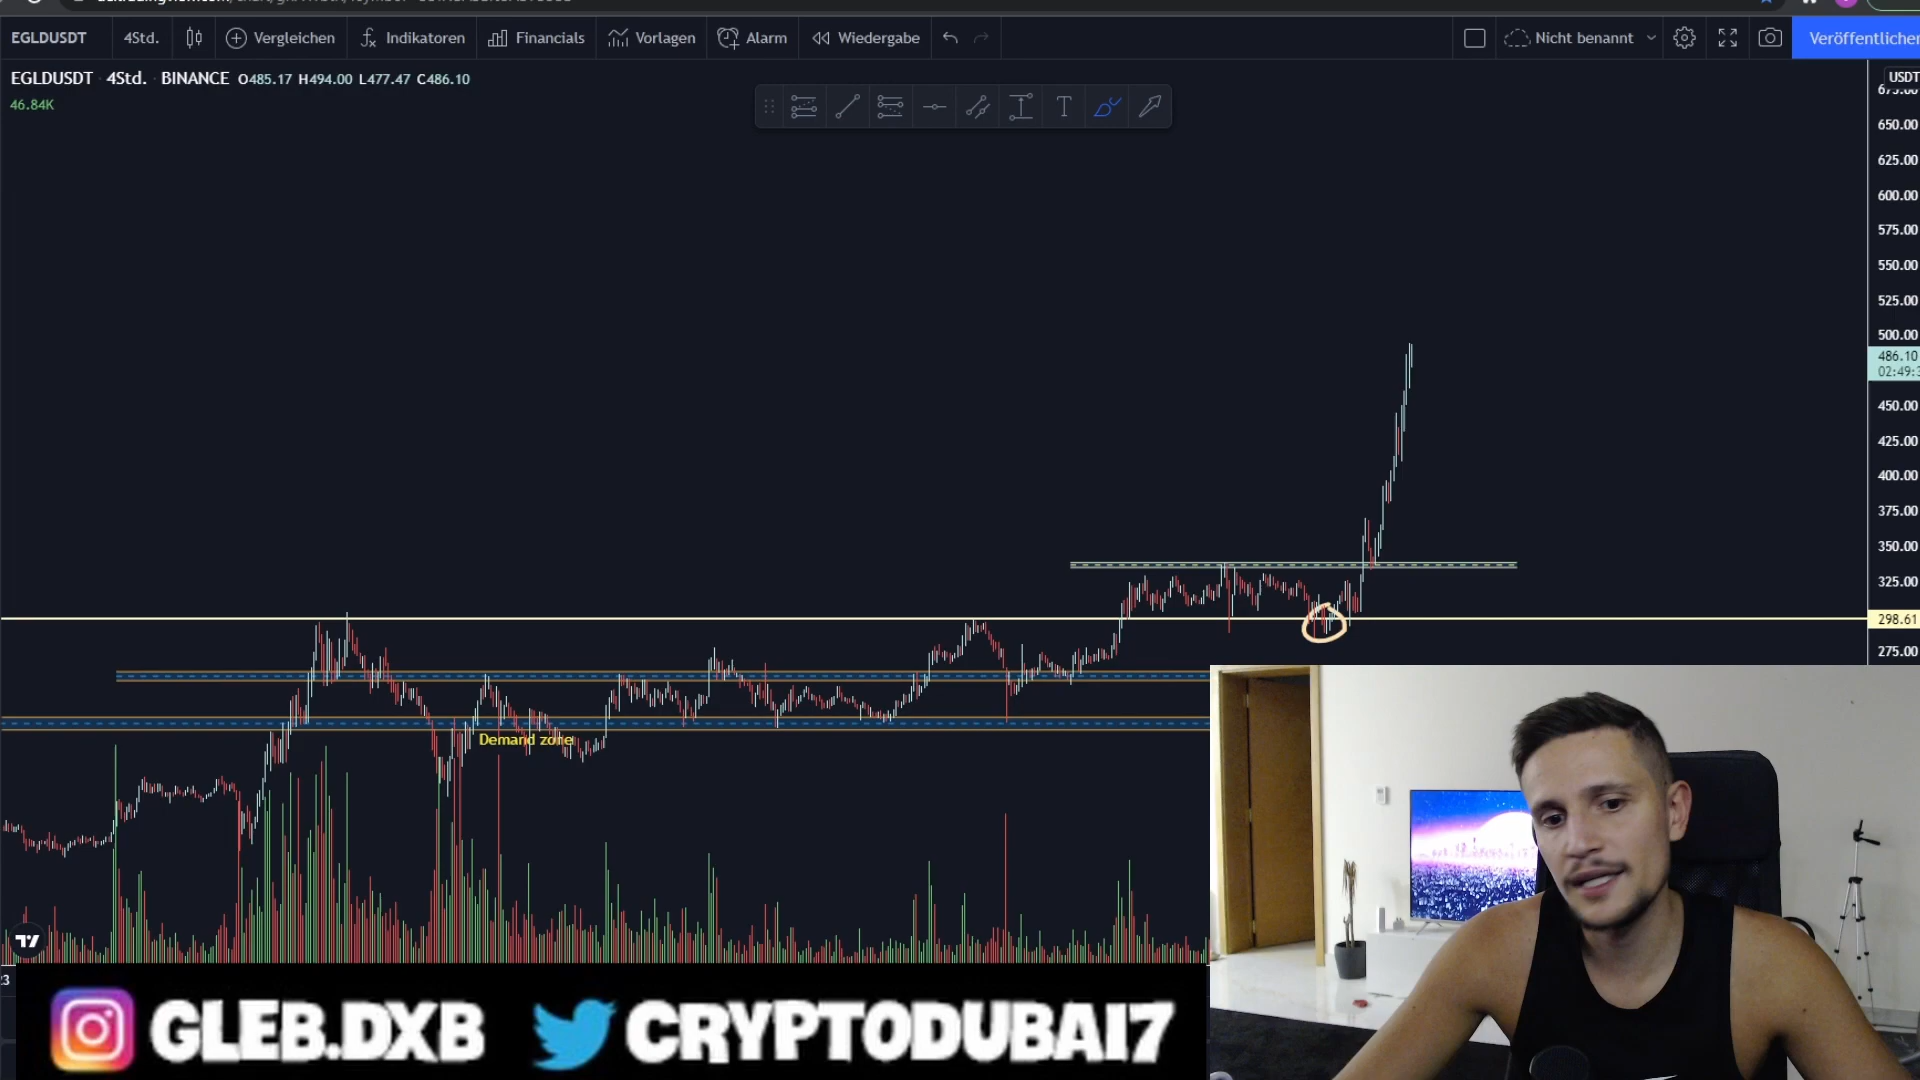 EGLDUSDT 4Std. Vergleichen Indikatoren Financials Vorlagen Alarm Wiedergabe Nicht benannt
EGLDUSDT 4Std. BINANCE O485.17 H494.00 L477.47 C486.10
46.84K
T
USDT
650.00
625.00
600.00
575.00
550.00
525.00
500.00
486.10
450.00
425.00
400.00
375.00
350.00
325.00
298.61
275.00
Demand zone
GLEB.DXB CRYPTODUBAI7